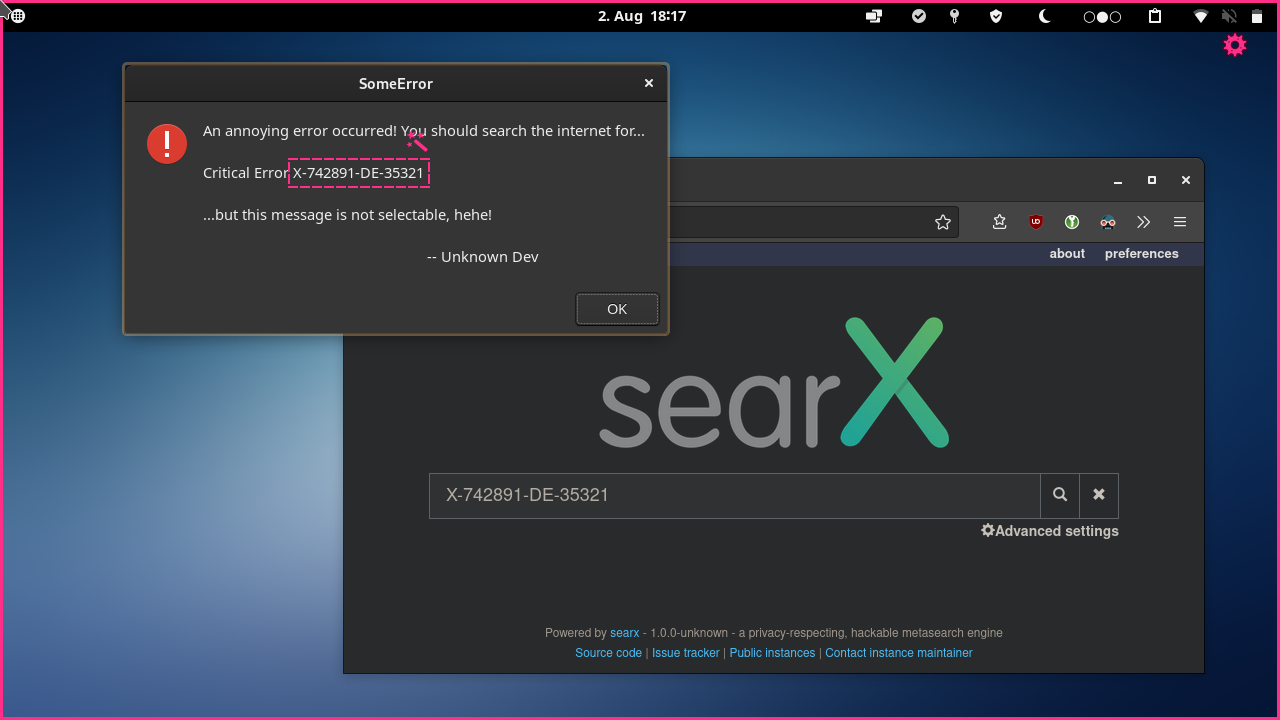 2. Aug 18:17
SomeError
An annoying error occurred! You should search the internet for...
Critical Error X-742891-DE-35321
...but this message is not selectable, hehe!
-- Unknown Dev
OK
about preferences
searX
X-742891-DE-35321
Advanced settings
Powered by searx - 1.0.0-unknown - a privacy-respecting, hackable metasearch engine
Source code | Issue tracker | Public instances | Contact instance maintainer